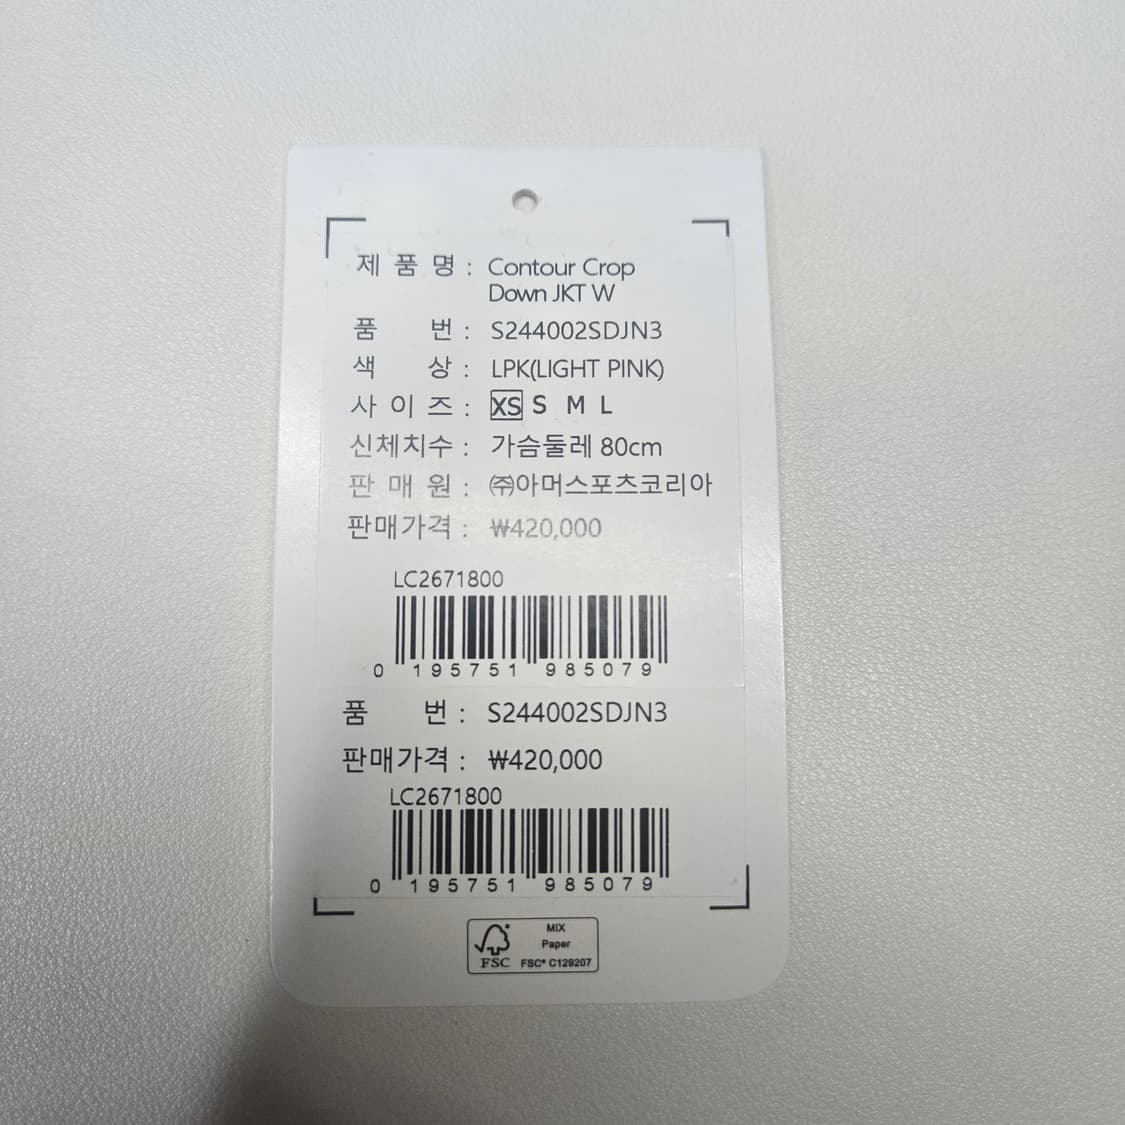 제 품 명 : Contour Crop
Down JKT W
품 번 : S244002SDJN3
색 상 : LPK(LIGHT PINK)
사 이 즈 : XS S M L
신체치수 : 가슴둘레 80cm
판 매 원 : ㈜아머스포츠코리아
판매가격 : ₩420,000
LC2671800
0 195751 985079
품 번 : S244002SDJN3
판매가격 : ₩420,000
LC2671800
0 195751 985079
MIX
Paper
FSC FSC® C129207